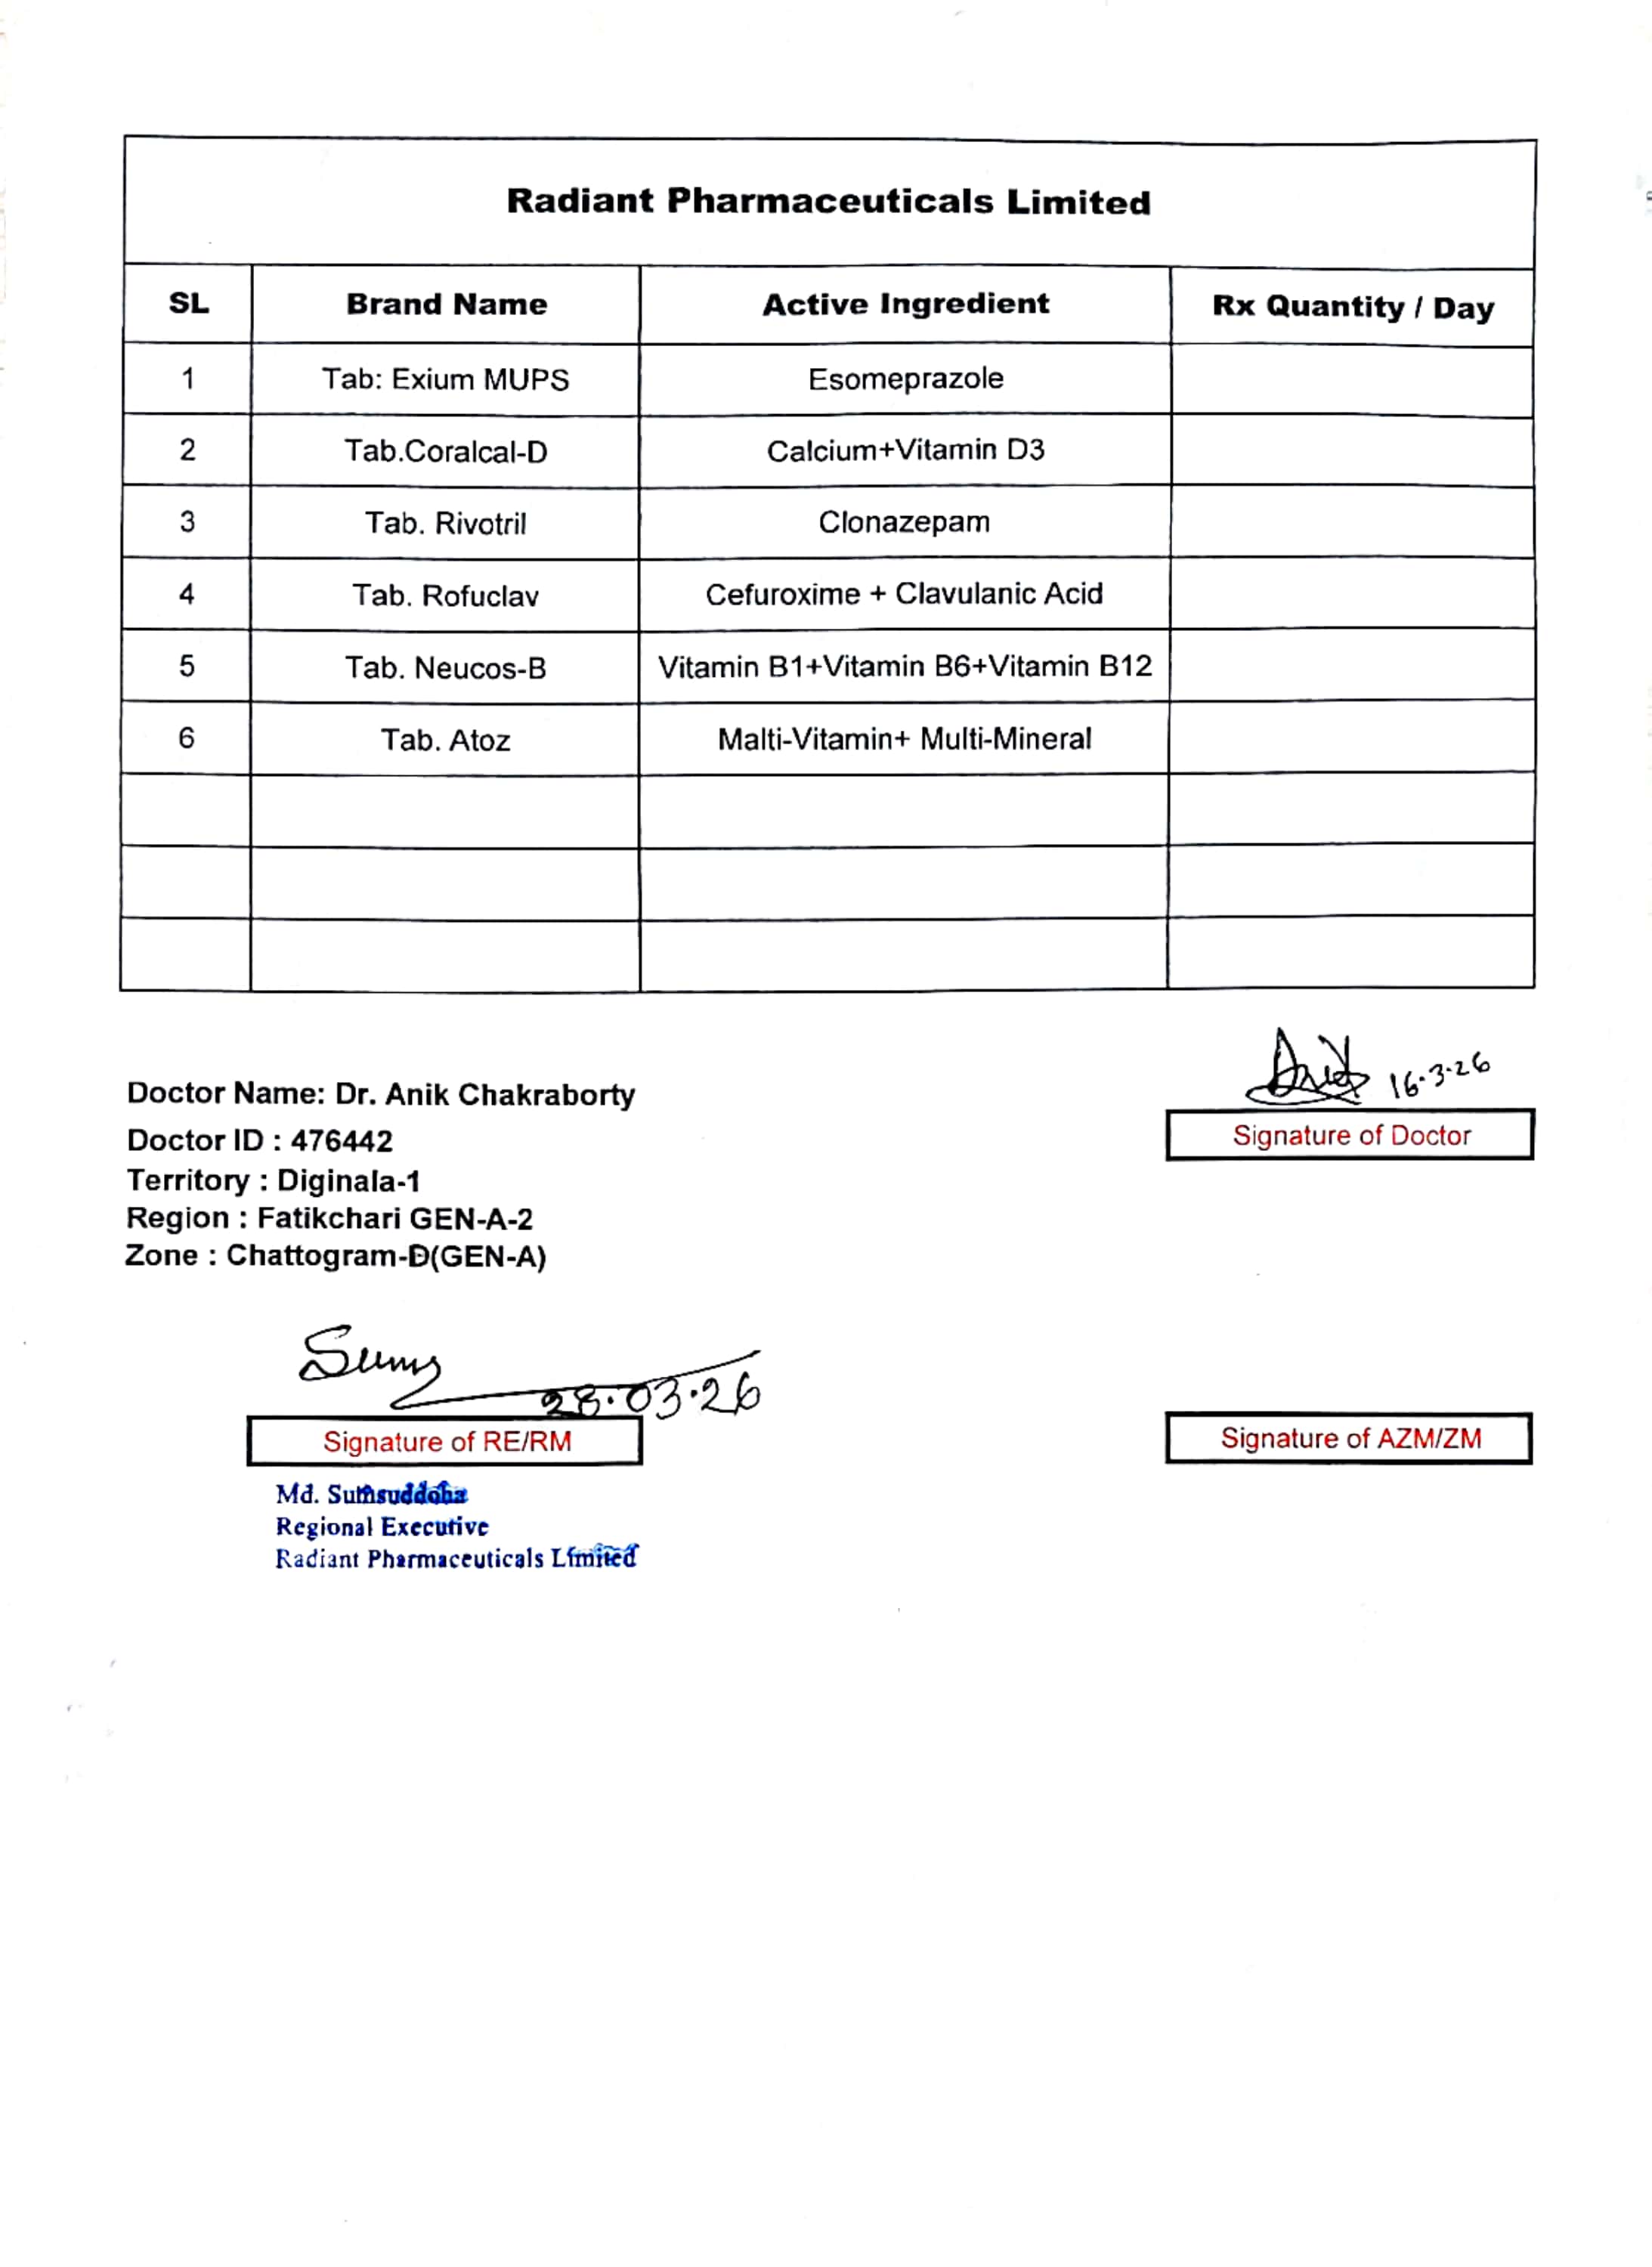 Radiant Pharmaceuticals Limited
SL Brand Name Active Ingredient Rx Quantity / Day
1 Tab: Exium MUPS Esomeprazole
2 Tab.Coralcal-D Calcium+Vitamin D3
3 Tab. Rivotril Clonazepam
4 Tab. Rofuclav Cefuroxime + Clavulanic Acid
5 Tab. Neucos-B Vitamin B1+Vitamin B6+Vitamin B12
6 Tab. Atoz Malti-Vitamin+ Multi-Mineral
16.3.26
Doctor Name: Dr. Anik Chakraborty
Signature of Doctor
Doctor ID : 476442
Territory : Diginala-1
Region : Fatikchari GEN-A-2
Zone : Chattogram-D(GEN-A)
28.03.26
Signature of RE/RM
Signature of AZM/ZM
Md. Sumsuddoha
Regional Executive
Radiant Pharmaceuticals Limited